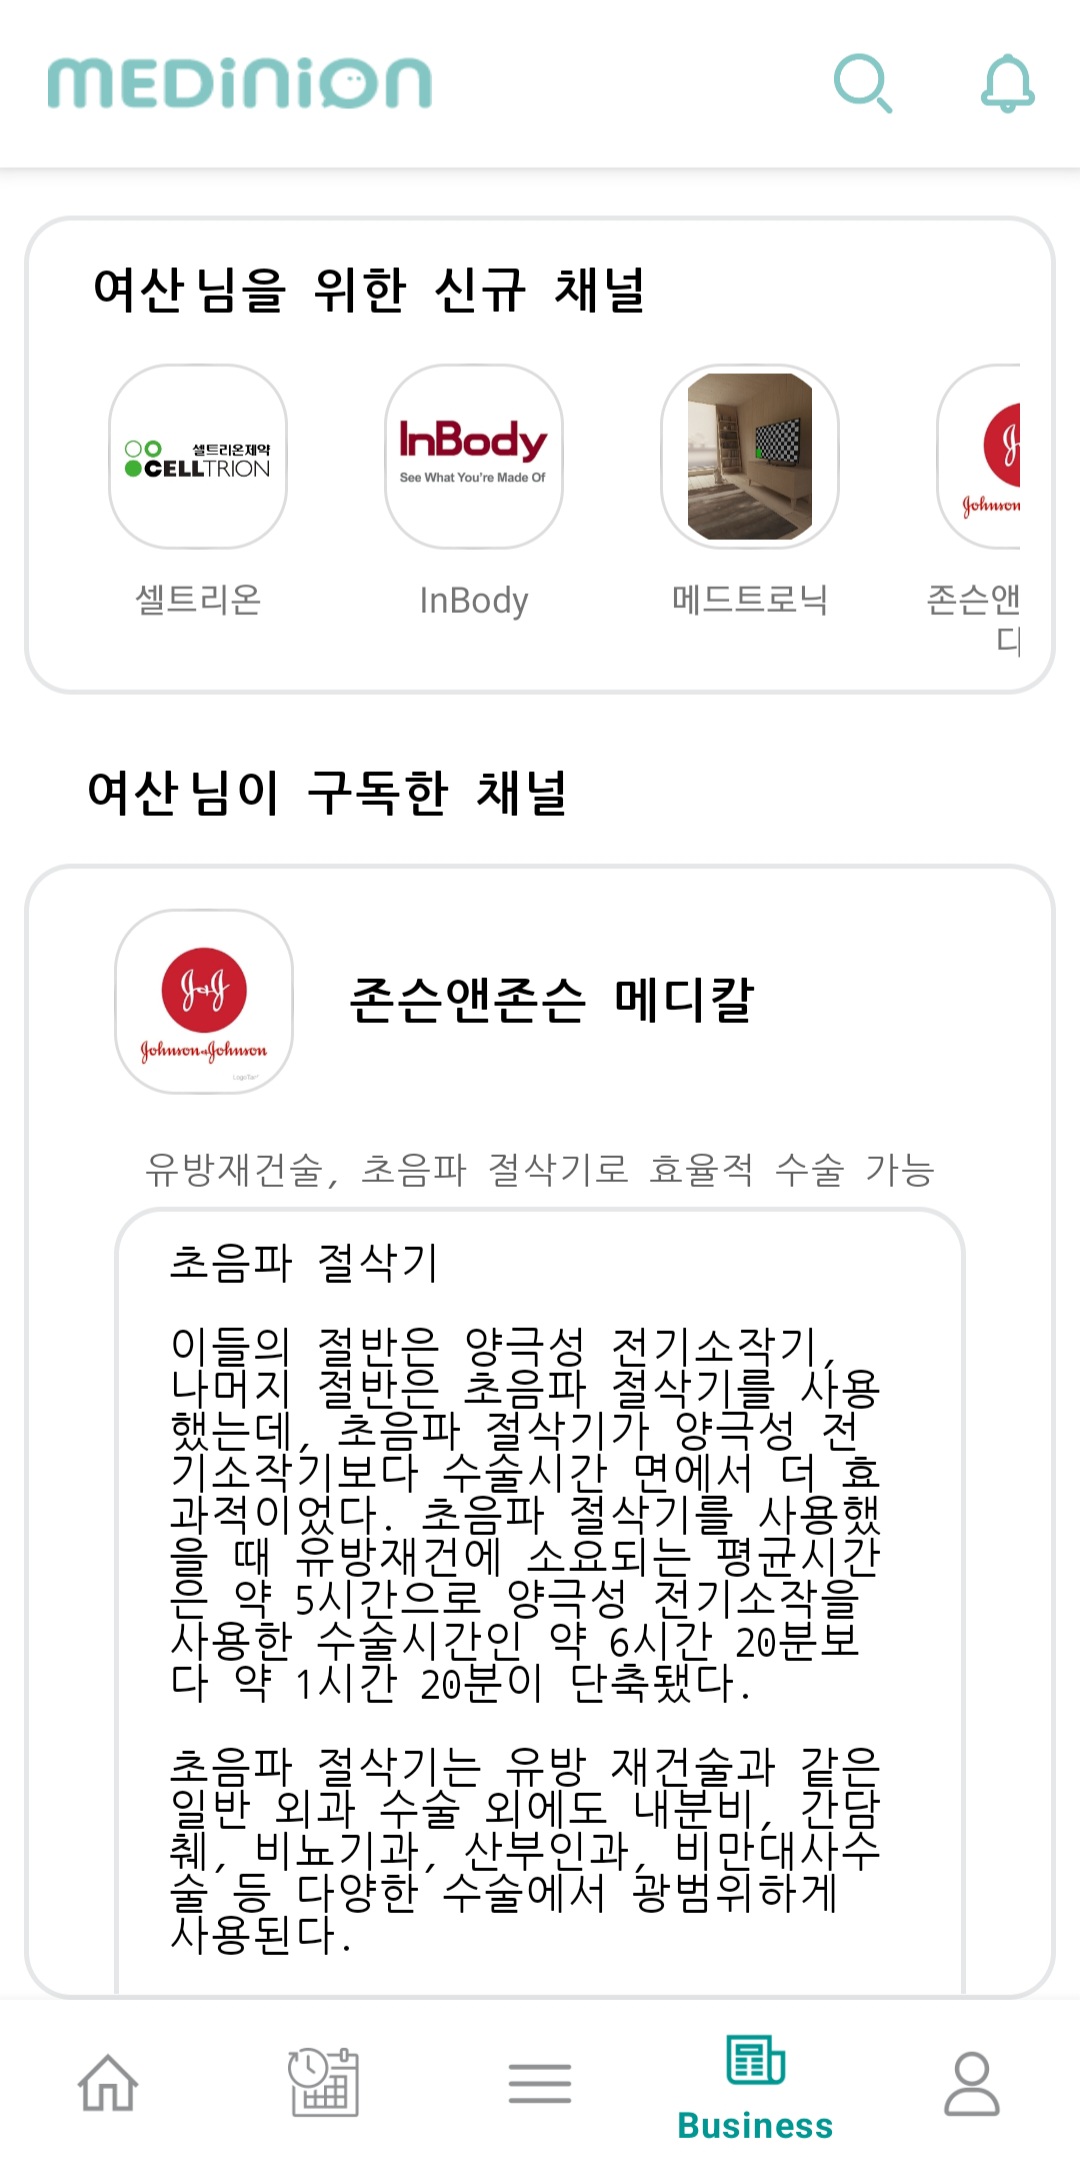 MEDiNiON
여산님을 위한 신규 채널
셀트리온제약
CELLTRION
InBody
See What You're Made Of
Johnson
셀트리온
InBody
메드트로닉
존슨앤
디
여산님이 구독한 채널
J&J
Johnson&Johnson
존슨앤존슨 메디칼
유방재건술, 초음파 절삭기로 효율적 수술 가능
초음파 절삭기
이들의 절반은 양극성 전기소작기,
나머지 절반은 초음파 절삭기를 사용
했는데, 초음파 절삭기가 양극성 전
기소작기보다 수술시간 면에서 더 효
과적이었다. 초음파 절삭기를 사용했
을 때 유방재건에 소요되는 평균시간
은 약 5시간으로 양극성 전기소작을
사용한 수술시간인 약 6시간 20분보
다 약 1시간 20분이 단축됐다.
초음파 절삭기는 유방 재건술과 같은
일반 외과 수술 외에도 내분비, 간담
췌, 비뇨기과, 산부인과, 비만대사수
술 등 다양한 수술에서 광범위하게
사용된다.
Business